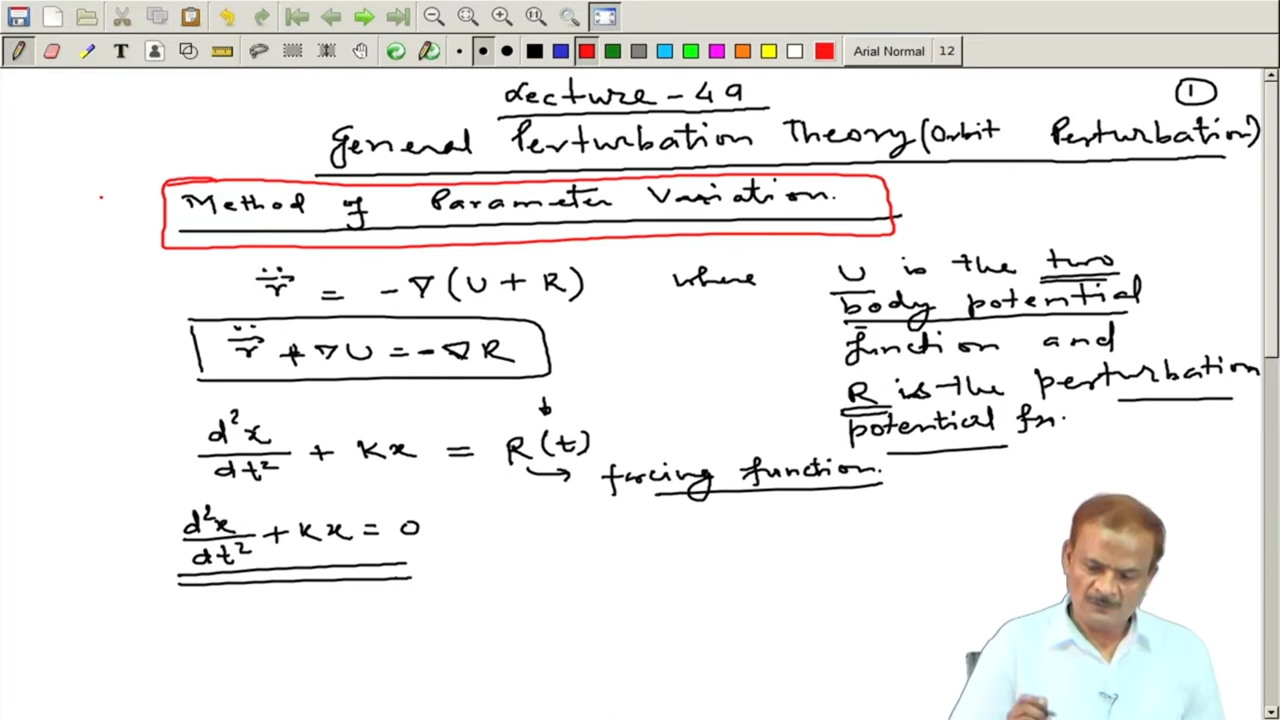 Arial Normal 12
Lecture - 49
①
General Perturbation Theory (Orbit Perturbation)
Method of Parameter Variation.
r̈ = -∇(U + R) where U is the two
body potential
function and
R is the perturbation
potential fn.
r̈ + ∇U = -∇R
d²x/dt² + kx = R(t)
forcing function.
d²x/dt² + kx = 0